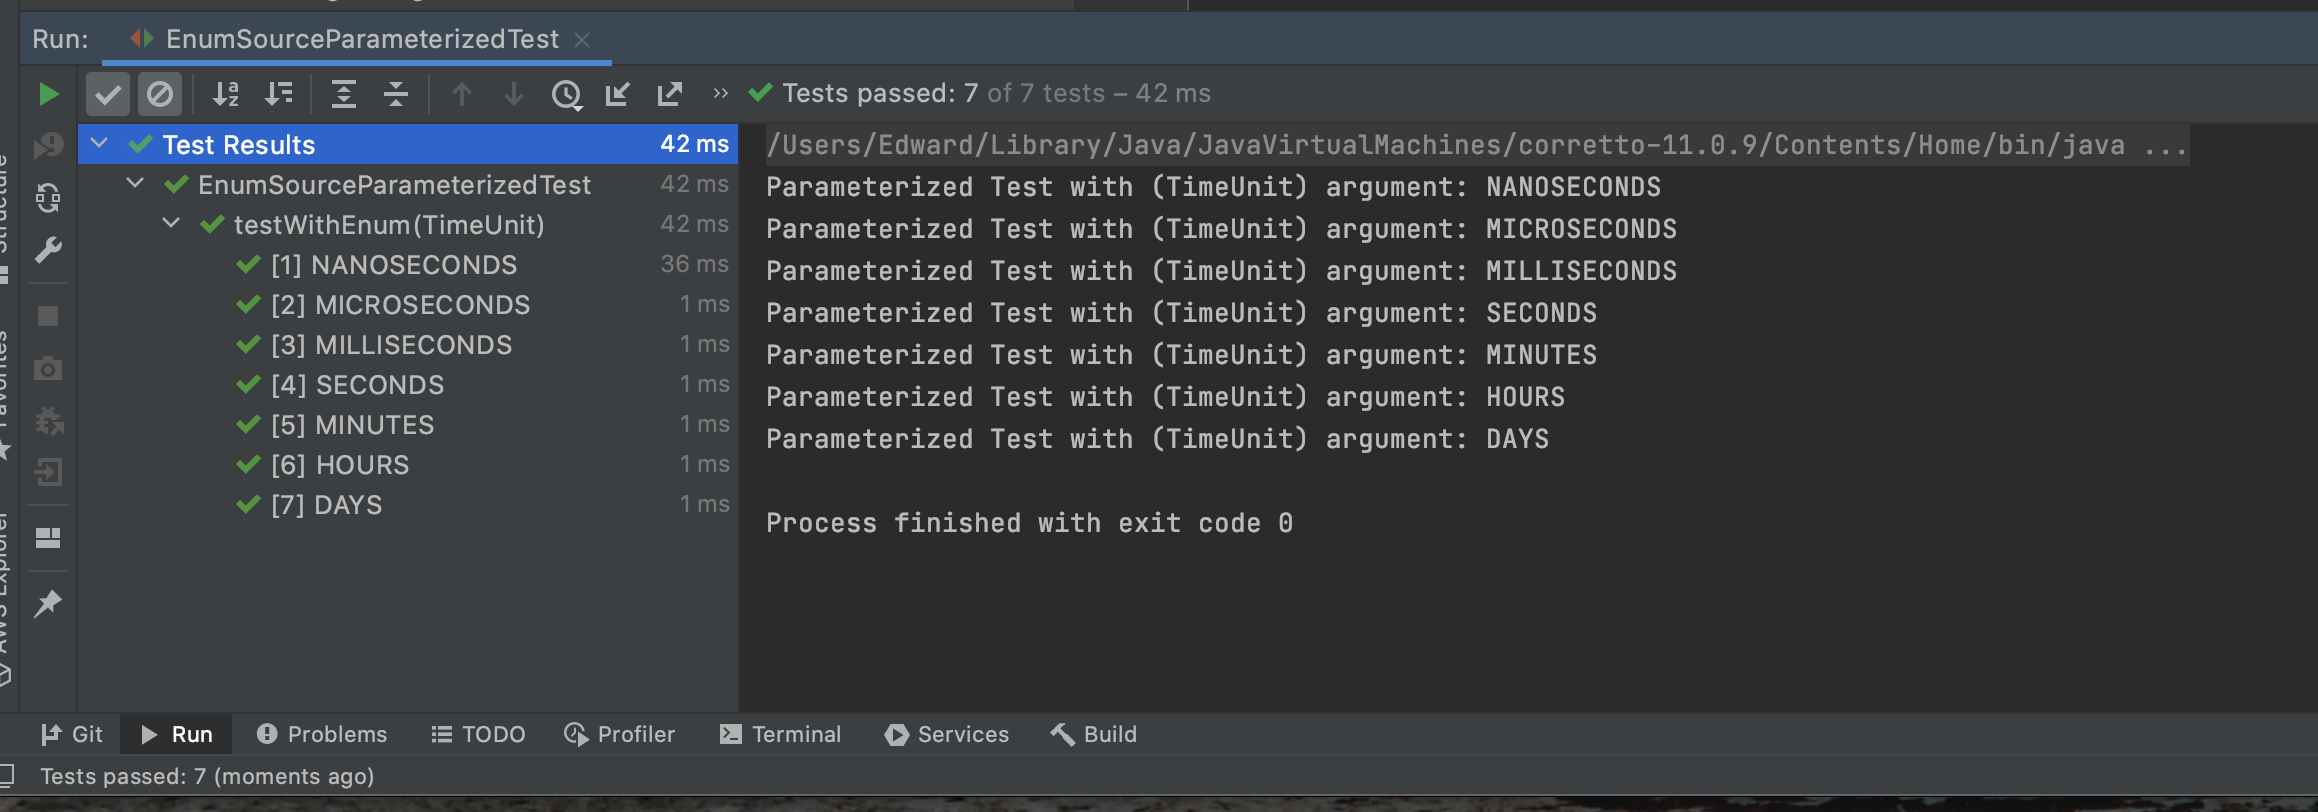 Run: EnumSourceParameterizedTest
Tests passed: 7 of 7 tests – 42 ms
Test Results 42 ms
EnumSourceParameterizedTest 42 ms
testWithEnum(TimeUnit) 42 ms
[1] NANOSECONDS 36 ms
[2] MICROSECONDS 1 ms
[3] MILLISECONDS 1 ms
[4] SECONDS 1 ms
[5] MINUTES 1 ms
[6] HOURS 1 ms
[7] DAYS 1 ms
/Users/Edward/Library/Java/JavaVirtualMachines/corretto-11.0.9/Contents/Home/bin/java ...
Parameterized Test with (TimeUnit) argument: NANOSECONDS
Parameterized Test with (TimeUnit) argument: MICROSECONDS
Parameterized Test with (TimeUnit) argument: MILLISECONDS
Parameterized Test with (TimeUnit) argument: SECONDS
Parameterized Test with (TimeUnit) argument: MINUTES
Parameterized Test with (TimeUnit) argument: HOURS
Parameterized Test with (TimeUnit) argument: DAYS
Process finished with exit code 0
Structure
Favorites
AWS Explorer
Git Run Problems TODO Profiler Terminal Services Build
Tests passed: 7 (moments ago)